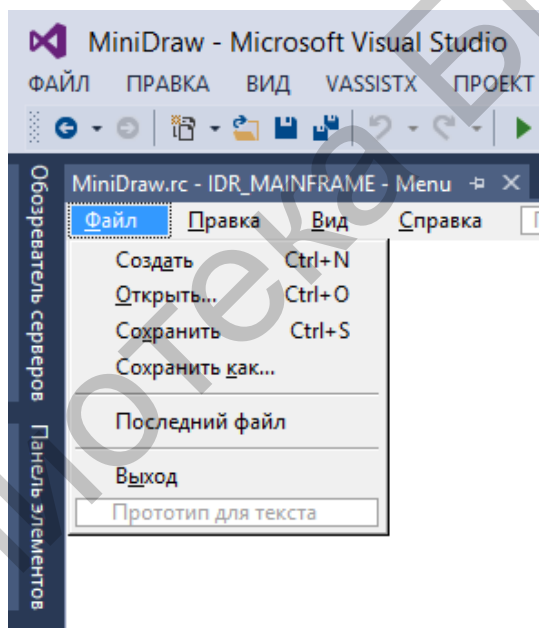 MiniDraw - Microsoft Visual Studio
ФАЙЛ ПРАВКА ВИД VASSISTX ПРОЕКТ
MiniDraw.rc - IDR_MAINFRAME - Menu
Файл Правка Вид Справка
Создать Ctrl+N
Открыть... Ctrl+O
Сохранить Ctrl+S
Сохранить как...
Последний файл
Выход
Прототип для текста
Обозреватель серверов
Панель элементов